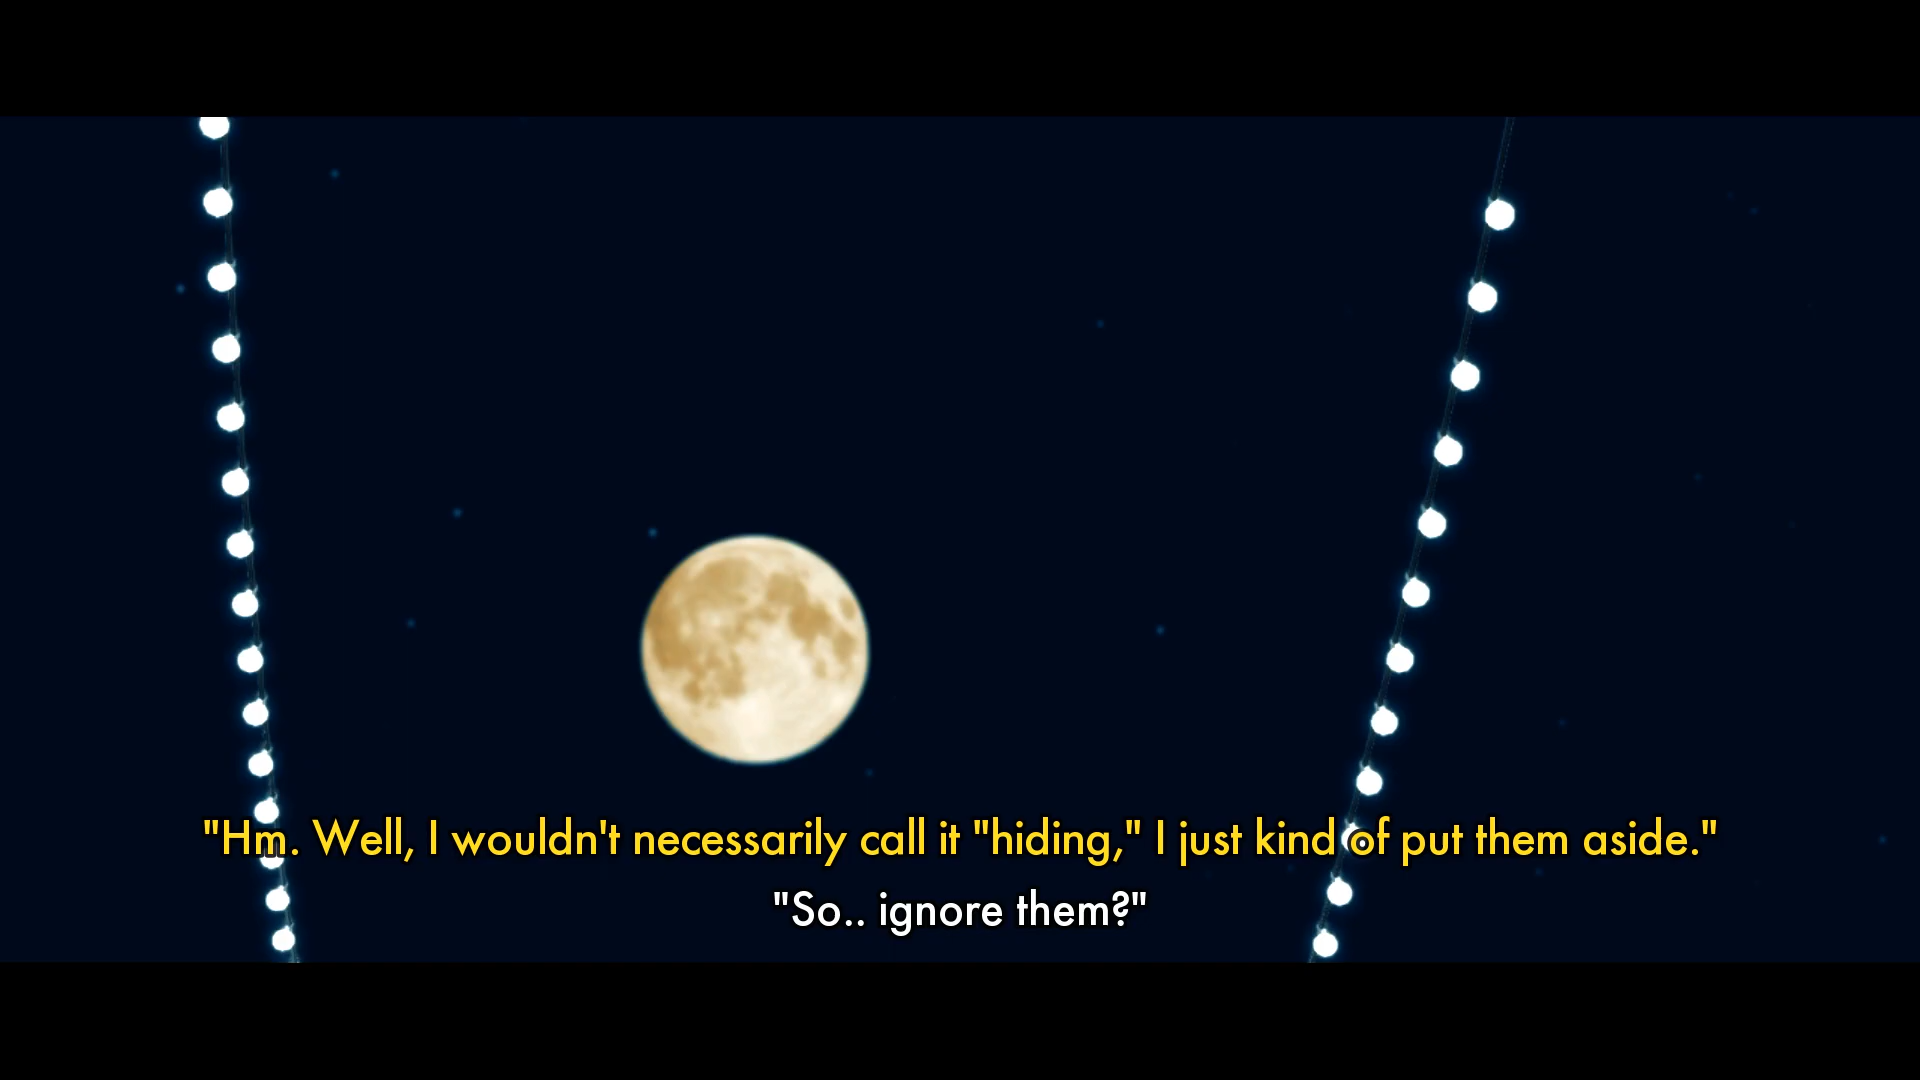 "Hm. Well, I wouldn't necessarily call it "hiding," I just kind of put them aside."
"So.. ignore them?"